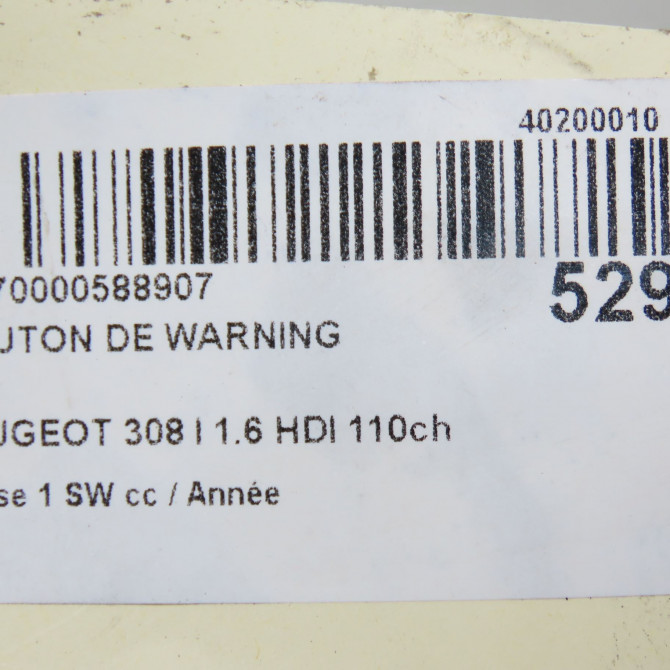 40200010
70000588907
529
UTON DE WARNING
UGEOT 308 I 1.6 HDI 110ch
se 1 SW cc / Année